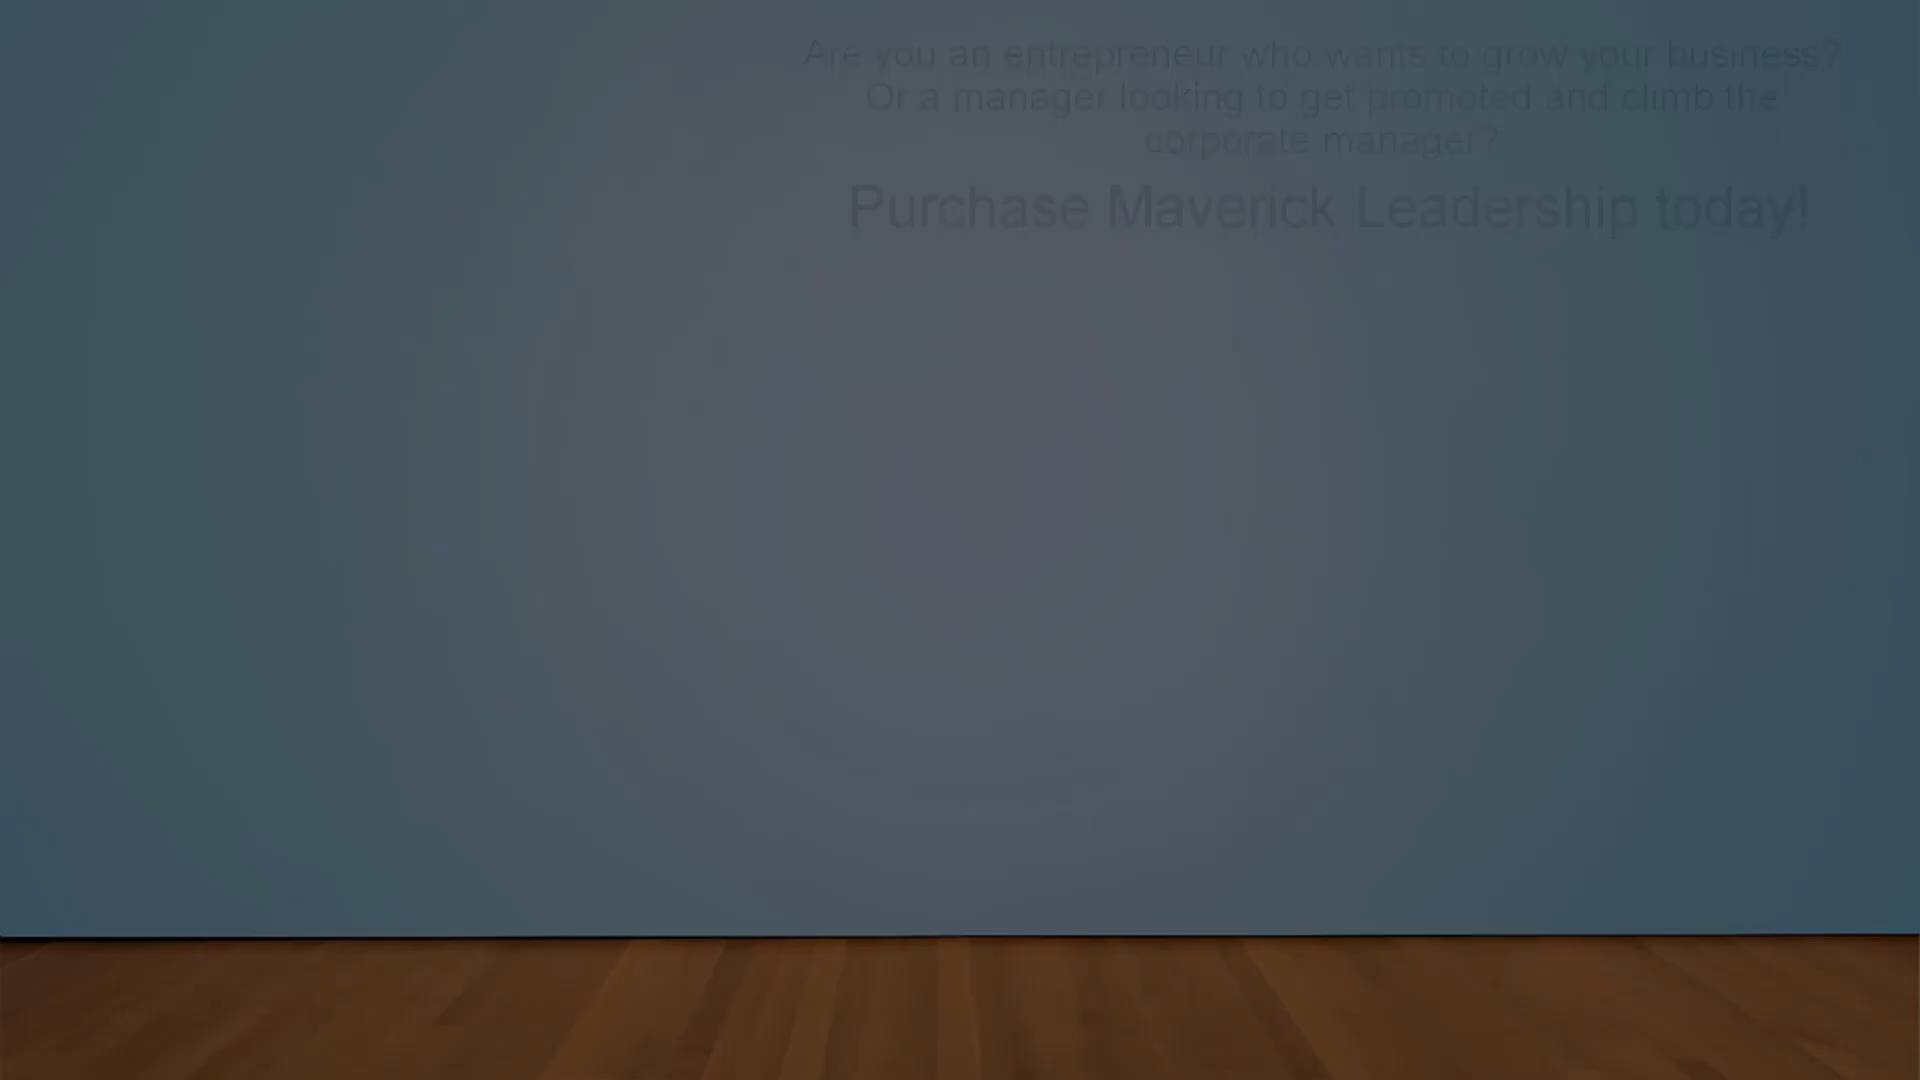 Are you an entrepreneur who wants to grow your business?
Or a manager looking to get promoted and climb the
corporate manager?
Purchase Maverick Leadership today!